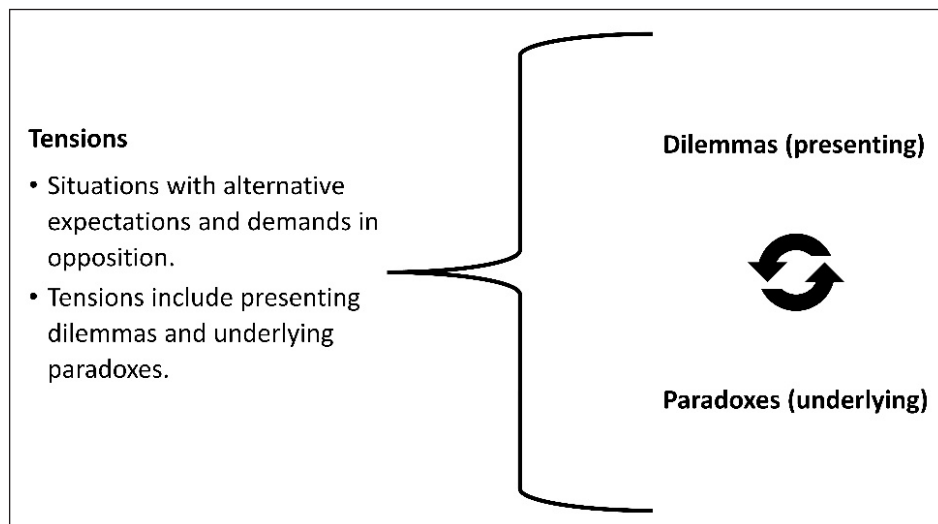 Tensions
• Situations with alternative
expectations and demands in
opposition.
• Tensions include presenting
dilemmas and underlying
paradoxes.
Dilemmas (presenting)
Paradoxes (underlying)